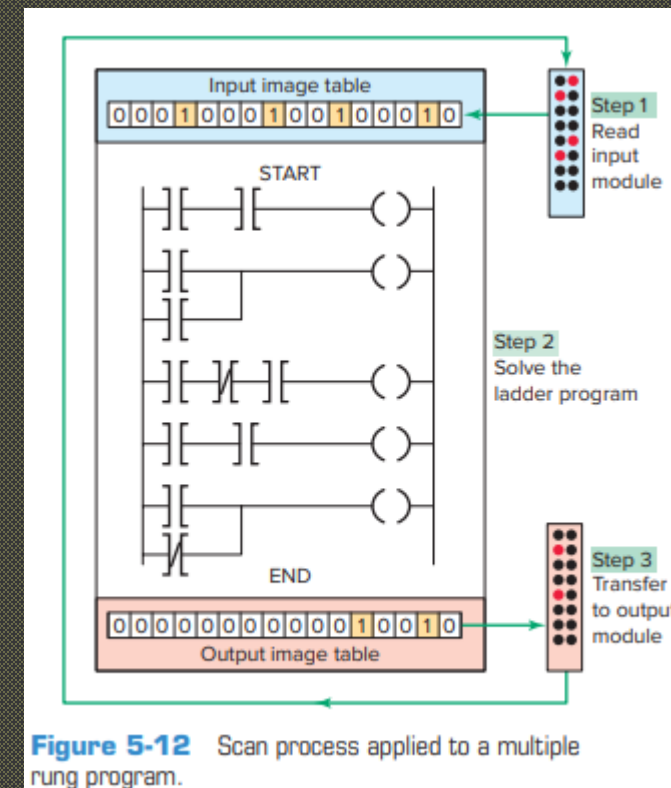 Input image table
0001000100100010
Step 1
Read
input
module
START
Step 2
Solve the
ladder program
END
Step 3
Transfer
to output
module
0000000000010010
Output image table
Figure 5-12 Scan process applied to a multiple
rung program.